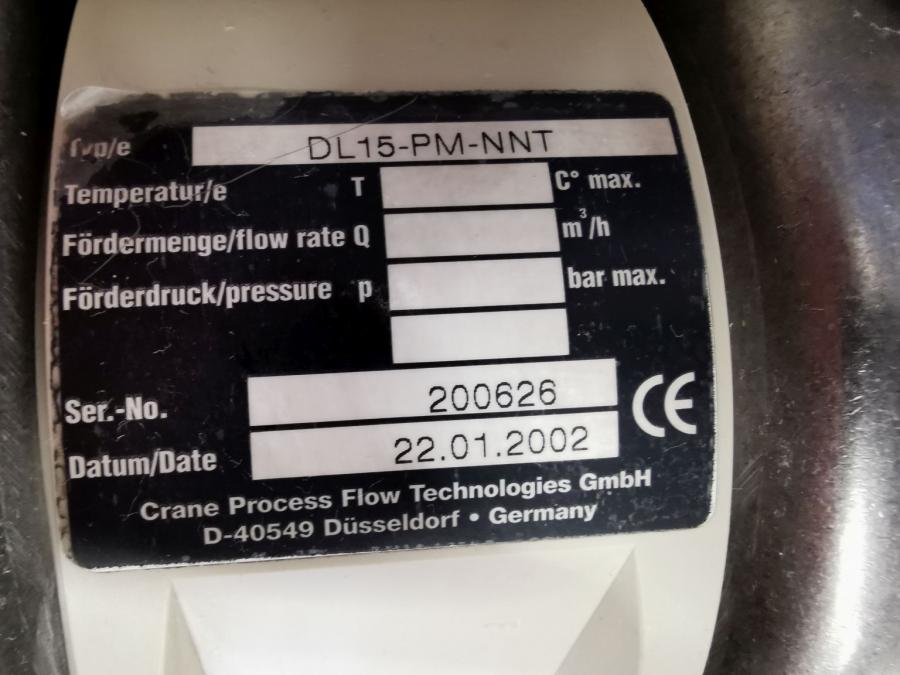 Typ/e DL15-PM-NNT
Temperatur/e T C° max.
Fördermenge/flow rate Q m³/h
Förderdruck/pressure p bar max.
Ser.-No. 200626
Datum/Date 22.01.2002
CE
Crane Process Flow Technologies GmbH
D-40549 Düsseldorf • Germany